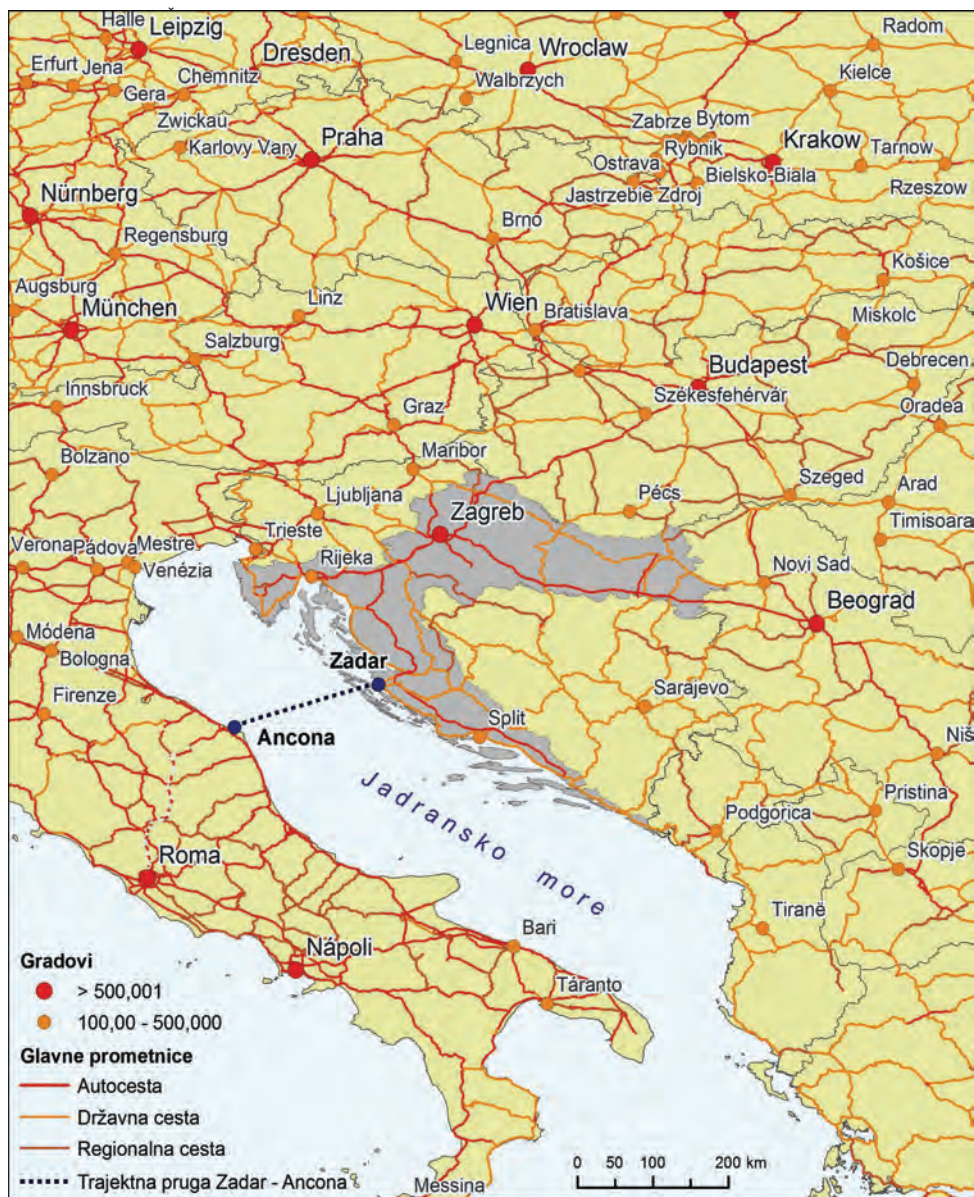 Halle
Leipzig
Dresden
Legnica
Wroclaw
Radom
Erfurt
Jena
Chemnitz
Walbrzych
Kielce
Gera
Zwickau
Zabrze
Bytom
Krakow
Karlovy Vary
Praha
Ostrava
Rybnik
Tarnow
Jastrzebie Zdroj
Bielsko-Biala
Rzeszow
Nürnberg
Regensburg
Brno
Košice
Augsburg
München
Linz
Wien
Bratislava
Miskolc
Salzburg
Budapest
Debrecen
Innsbruck
Székesfehérvár
Graz
Oradea
Bolzano
Maribor
Szeged
Ljubljana
Pécs
Arad
Zagreb
Timisoara
Verona
Pádova
Mestre
Trieste
Rijeka
Venézia
Novi Sad
Beograd
Módena
Bologna
Zadar
Firenze
Sarajevo
Ancona
Split
Niš
Jadransko more
Podgorica
Pristina
Roma
Skopje
Tiranë
Nápoli
Bari
Táranto
Gradovi
> 500,001
100,00 - 500,000
Glavne prometnice
Autocesta
Državna cesta
Regionalna cesta
Trajektna pruga Zadar - Ancona
Messina
0 50 100 200 km